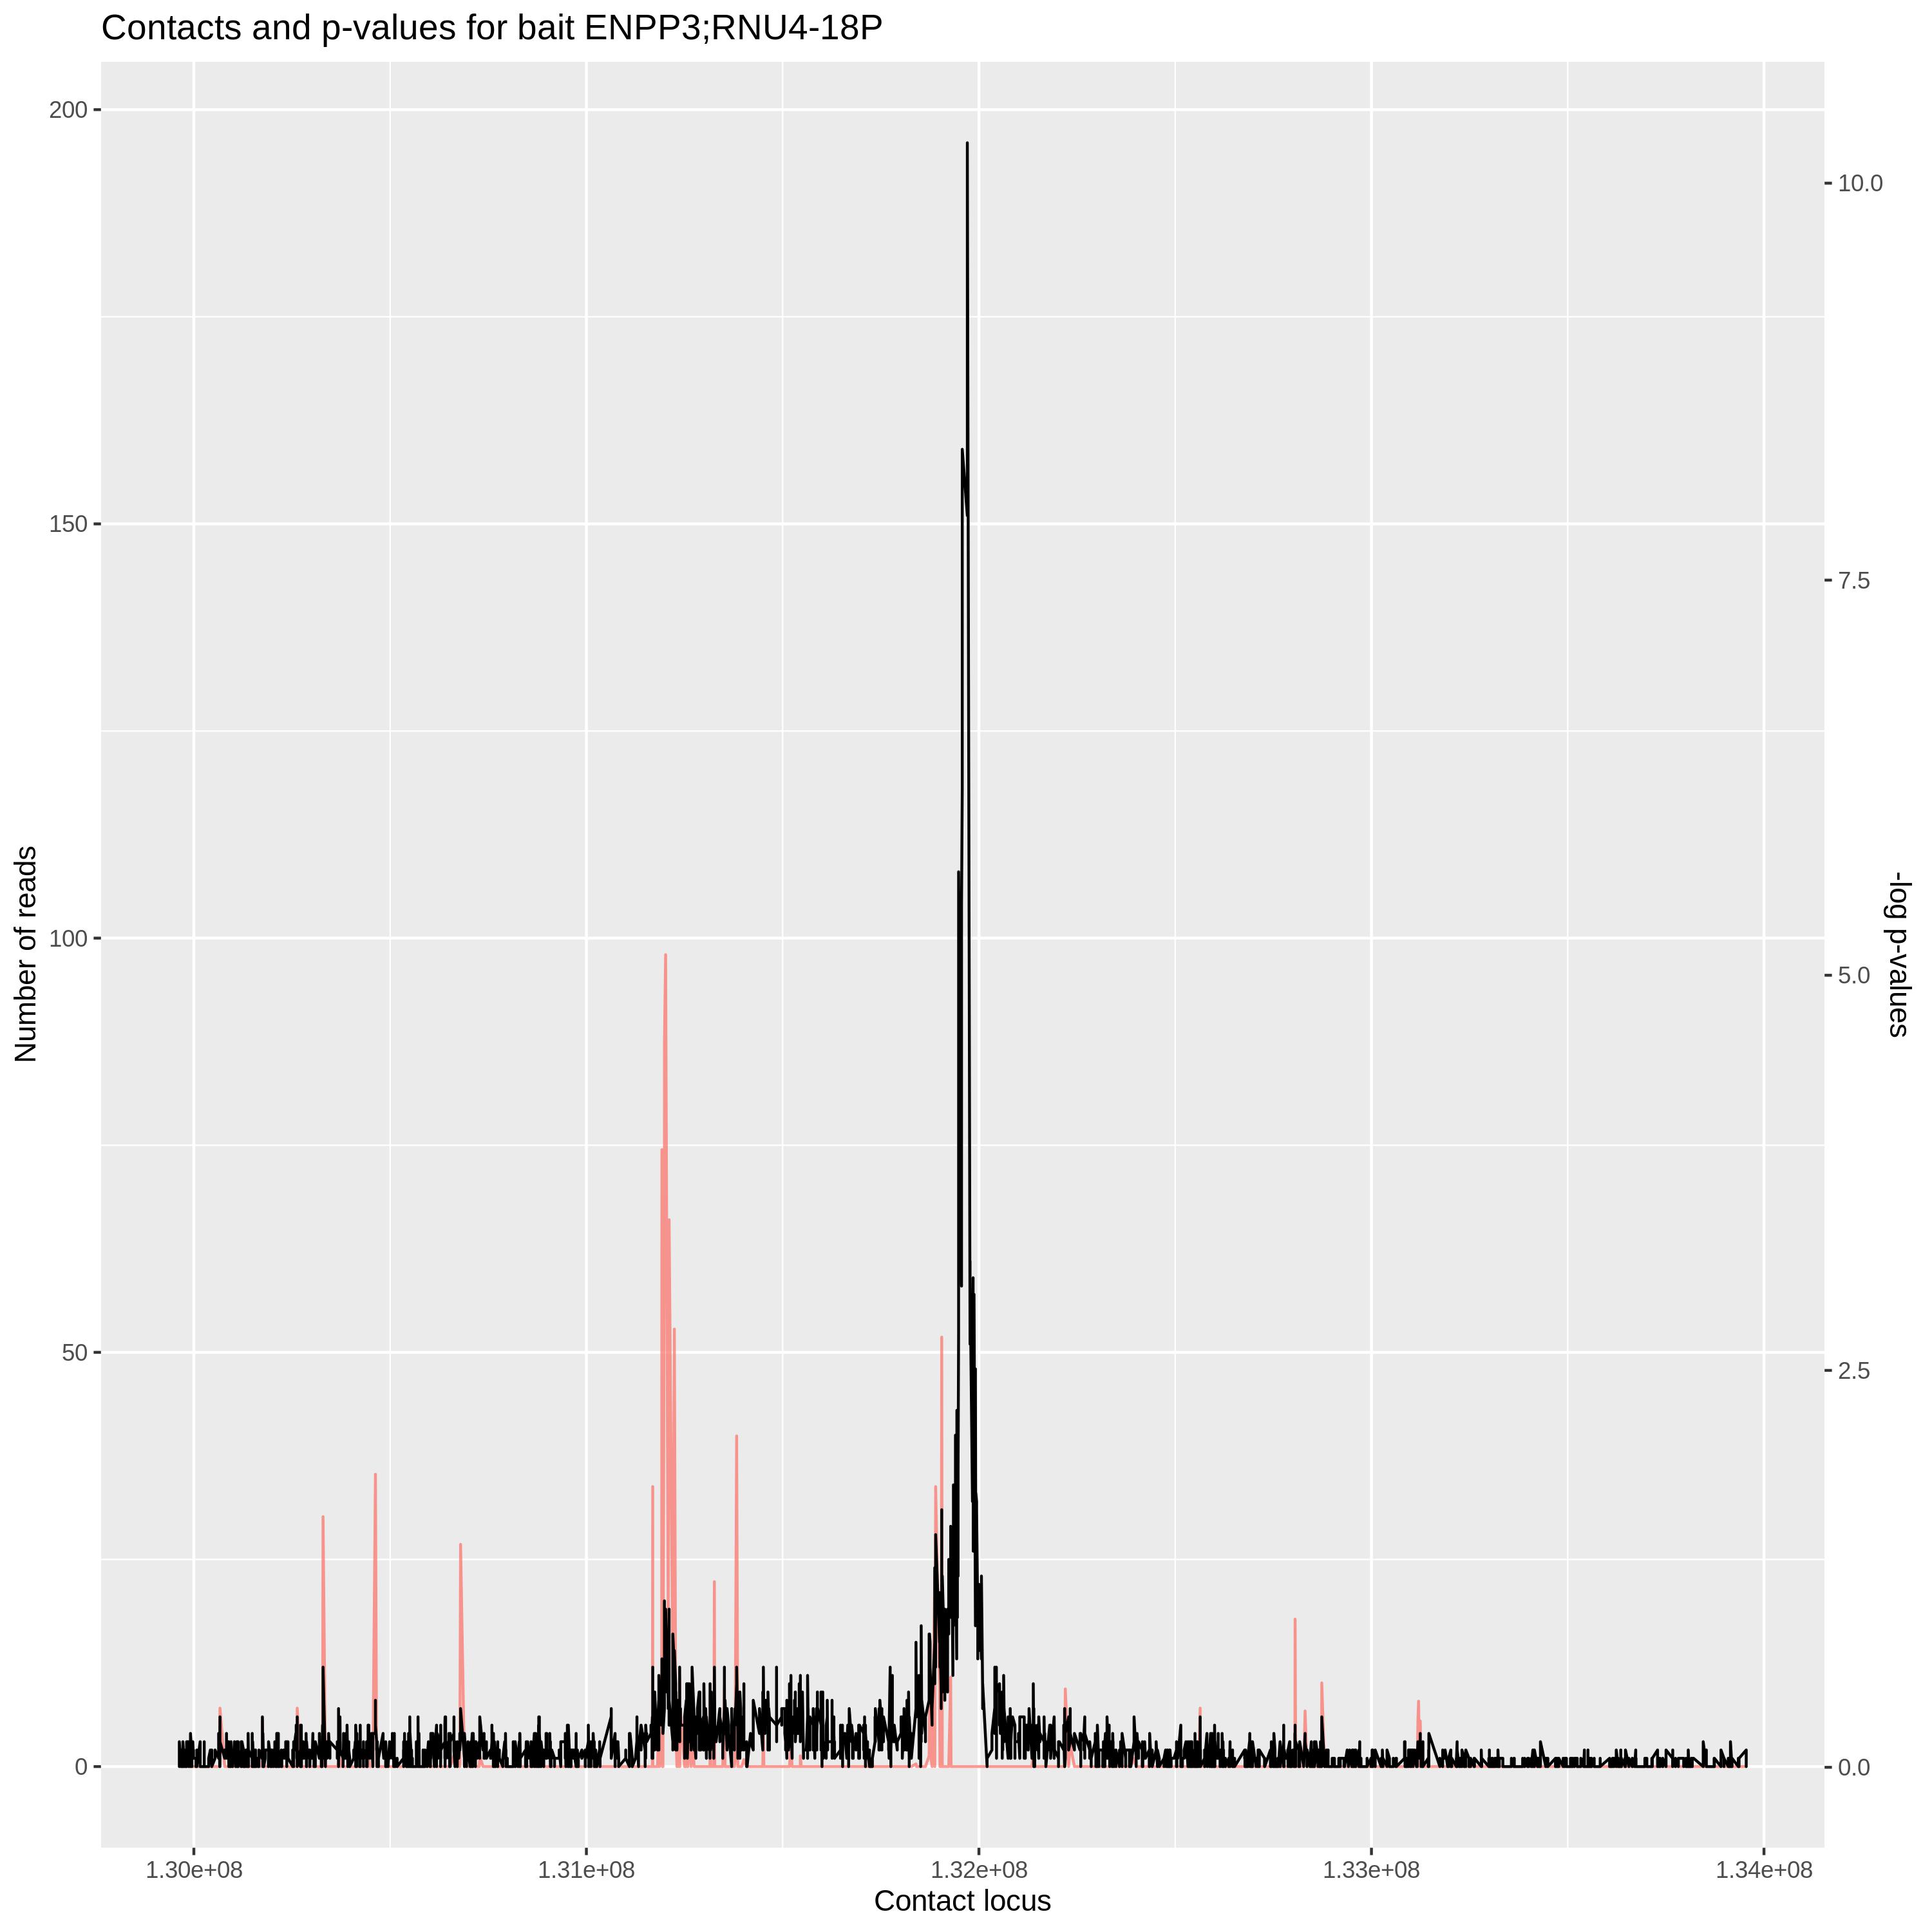 Contacts and p-values for bait ENPP3;RNU4-18P
200
150
100
50
0
Number of reads
10.0
7.5
5.0
2.5
0.0
-log p-values
1.30e+08
1.31e+08
1.32e+08
1.33e+08
1.34e+08
Contact locus